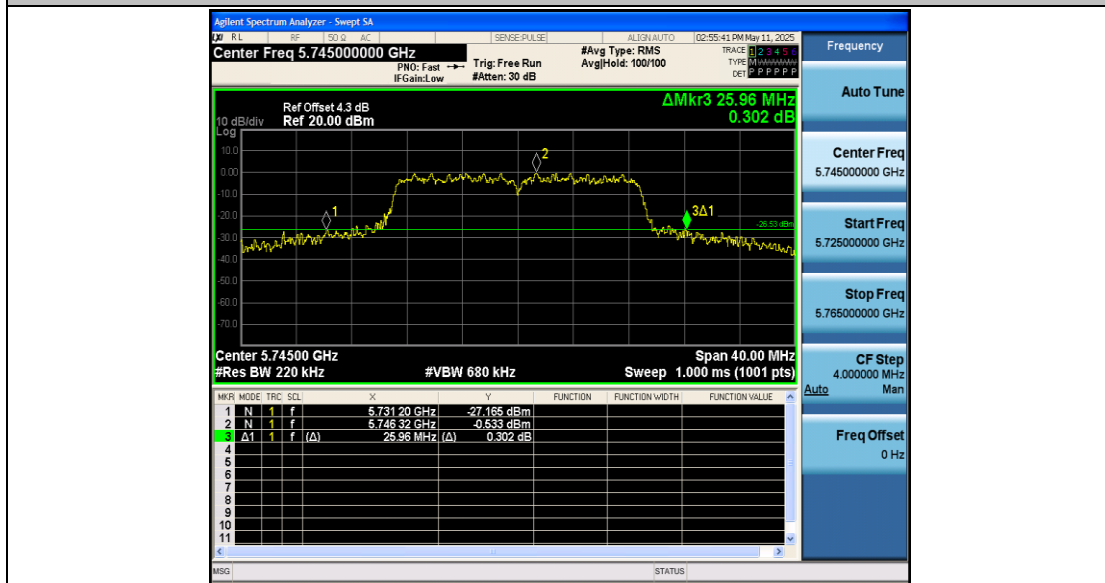 Agilent Spectrum Analyzer - Swept SA
LXI RL RF 50 Ω AC SENSE:PULSE ALIGNAUTO 02:55:41 PM May 11, 2025
Center Freq 5.745000000 GHz
PNO: Fast
IFGain:Low
Trig: Free Run
#Atten: 30 dB
#Avg Type: RMS
Avg|Hold: 100/100
TRACE 1 2 3 4 5 6
TYPE M
DET P P P P P P
Ref Offset 4.3 dB
Ref 20.00 dBm
10 dB/div
Log
ΔMkr3 25.96 MHz
0.302 dB
10.0
0.00
-10.0
-20.0
-30.0
-40.0
-50.0
-60.0
-70.0
1
2
3Δ1
-26.53 dBm
Center 5.74500 GHz Span 40.00 MHz
#Res BW 220 kHz #VBW 680 kHz Sweep 1.000 ms (1001 pts)
MKR MODE TRC SCL X Y FUNCTION FUNCTION WIDTH FUNCTION VALUE
1 N 1 f 5.731 20 GHz -27.165 dBm
2 N 1 f 5.746 32 GHz -0.533 dBm
3 Δ1 1 f (Δ) 25.96 MHz (Δ) 0.302 dB
4
5
6
7
8
9
10
11
MSG STATUS
Frequency
Auto Tune
Center Freq
5.745000000 GHz
Start Freq
5.725000000 GHz
Stop Freq
5.765000000 GHz
CF Step
4.000000 MHz
Auto Man
Freq Offset
0 Hz